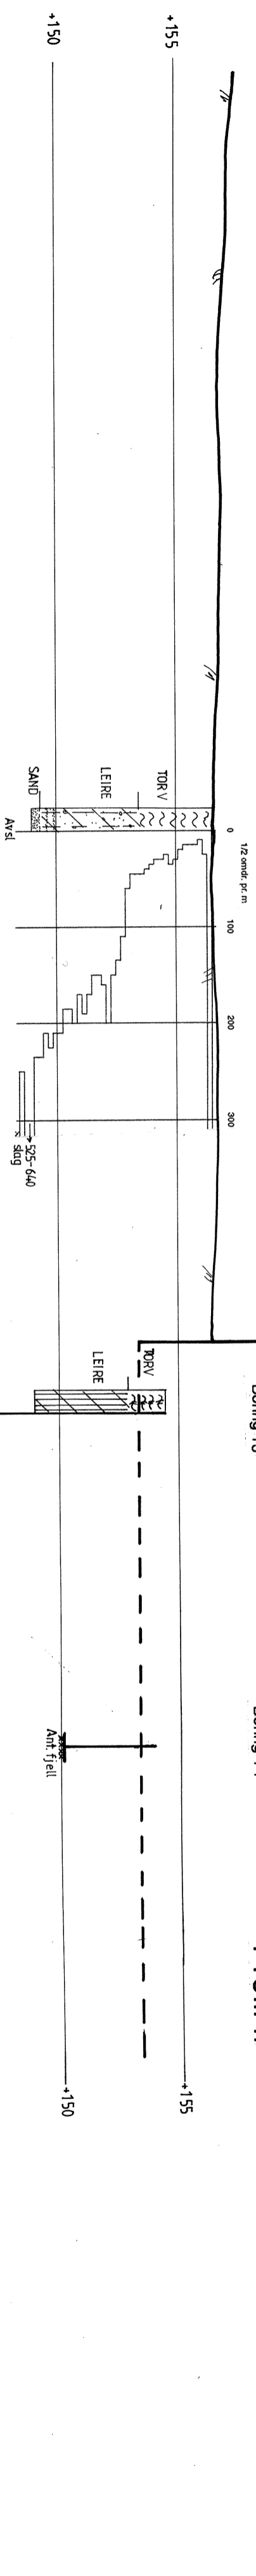 +155
+150
1/2 omdr. pr. m
0
100
200
300
TORV
LEIRE
SAND
Avsl
525-640
slag
TORV
LEIRE
Ant. fjell
+155
+150